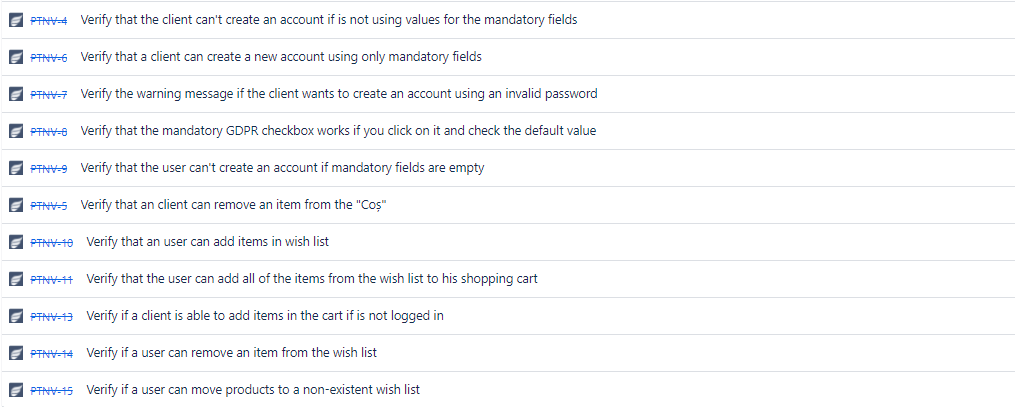 PTNV-4 Verify that the client can't create an account if is not using values for the mandatory fields
PTNV-6 Verify that a client can create a new account using only mandatory fields
PTNV-7 Verify the warning message if the client wants to create an account using an invalid password
PTNV-8 Verify that the mandatory GDPR checkbox works if you click on it and check the default value
PTNV-9 Verify that the user can't create an account if mandatory fields are empty
PTNV-5 Verify that an client can remove an item from the "Coș"
PTNV-10 Verify that an user can add items in wish list
PTNV-11 Verify that the user can add all of the items from the wish list to his shopping cart
PTNV-13 Verify if a client is able to add items in the cart if is not logged in
PTNV-14 Verify if a user can remove an item from the wish list
PTNV-15 Verify if a user can move products to a non-existent wish list